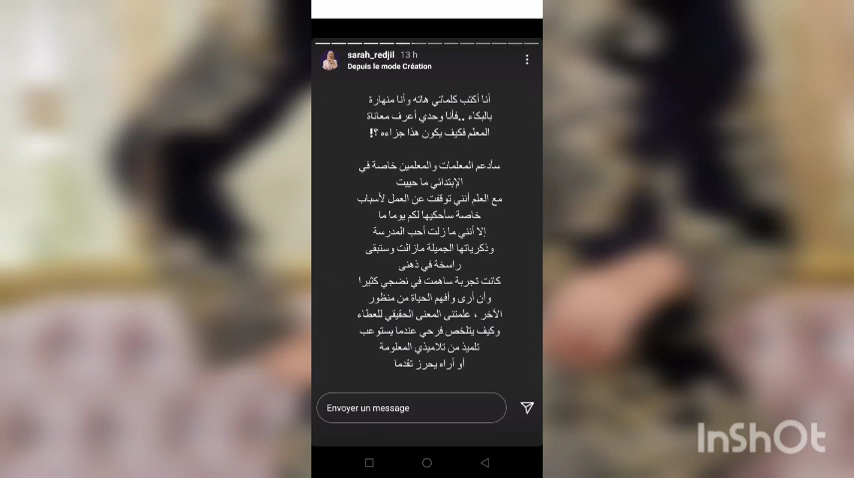 sarah_redjil 13 h
Depuis le mode Création
أنا أكتب كلماتي هاته وأنا منهارة
بالبكاء ..فأنا وحدي أعرف معاناة
المعلم فكيف يكون هذا جزاءه ؟!
سأدعم المعلمات والمعلمين خاصة في
الإبتدائي ما حييت
مع العلم أنني توقفت عن العمل لأسباب
خاصة سأحكيها لكم يوما ما
إلا أنني ما زلت أحب المدرسة
وذكرياتها الجميلة مازالت وستبقى
راسخة في ذهني
كانت تجربة ساهمت في نضجي كثيرا
وأن أرى وأفهم الحياة من منظور
الآخر ، علمتني المعنى الحقيقي للعطاء
وكيف يتلخص فرحي عندما يستوعب
تلميذ من تلاميذي المعلومة
أو أراه يحرز تقدما
Envoyer un message
InShOt